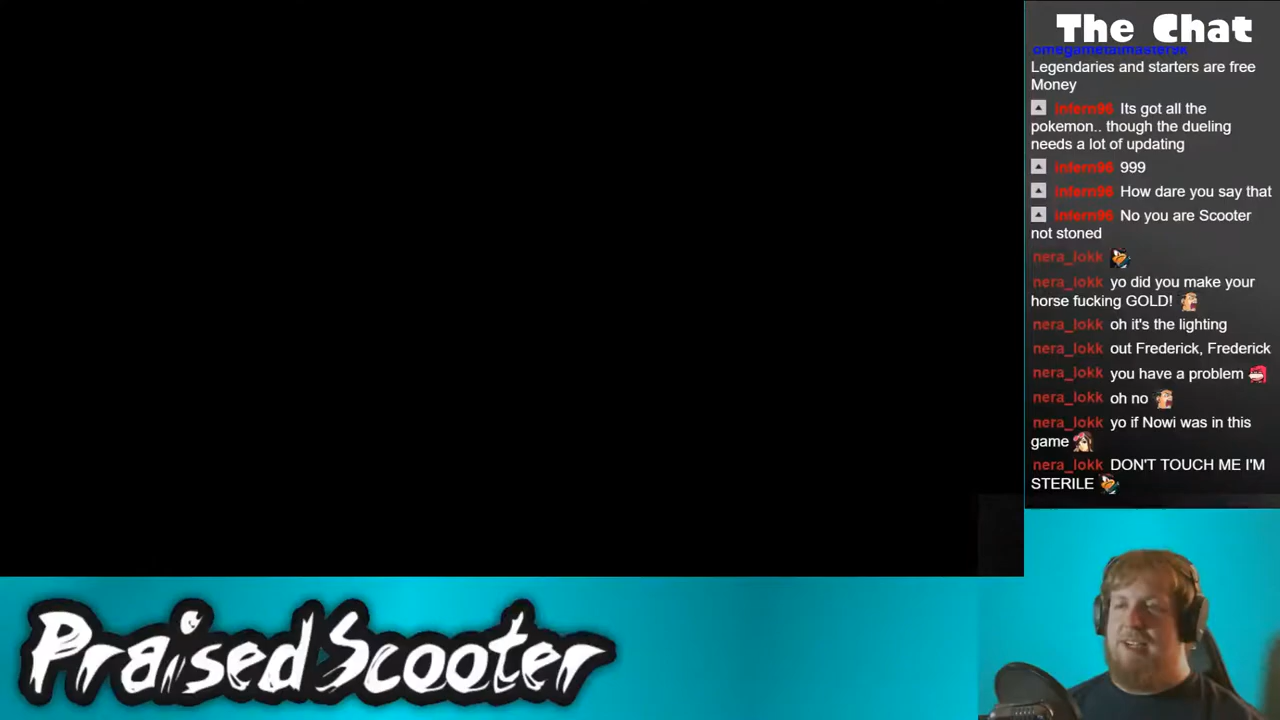 The Chat
omegametalmaster9k
Legendaries and starters are free
Money
infern96 Its got all the
pokemon.. though the dueling
needs a lot of updating
infern96 999
infern96 How dare you say that
infern96 No you are Scooter
not stoned
nera_lokk
nera_lokk yo did you make your
horse fucking GOLD!
nera_lokk oh it's the lighting
nera_lokk out Frederick, Frederick
nera_lokk you have a problem
nera_lokk oh no
nera_lokk yo if Nowi was in this
game
nera_lokk DON'T TOUCH ME I'M
STERILE
PraisedScooter